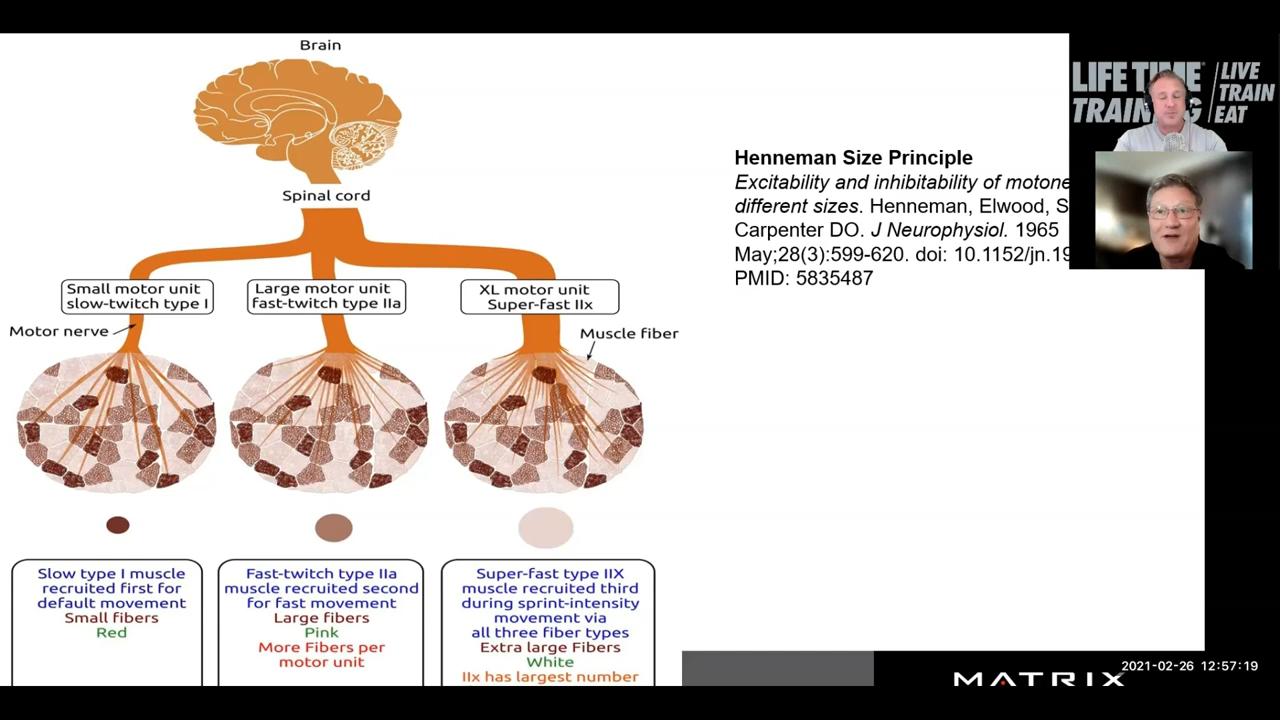 Brain
Spinal cord
Small motor unit
slow-twitch type I
Large motor unit
fast-twitch type IIa
XL motor unit
Super-fast IIx
Motor nerve
Muscle fiber
Slow type I muscle
recruited first for
default movement
Small fibers
Red
Fast-twitch type IIa
muscle recruited second
for fast movement
Large fibers
Pink
More Fibers per
motor unit
Super-fast type IIX
muscle recruited third
during sprint-intensity
movement via
all three fiber types
Extra large Fibers
White
IIx has largest number
Henneman Size Principle
Excitability and inhibitability of
different sizes. Henneman, Elwood,
Carpenter DO. J Neurophysiol. 1965
May;28(3):599-620. doi:
PMID: 5835487
LIFE TIME
TRAINING
LIVE
TRAIN
EAT
2021-02-26 12:57:19
MATRIX